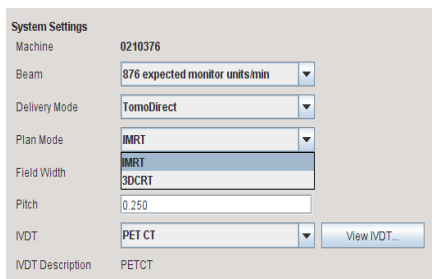 System Settings
Machine 0210376
Beam 876 expected monitor units/min
Delivery Mode TomoDirect
Plan Mode IMRT
IMRT
Field Width
3DCRT
Pitch 0.250
IVDT PET CT View IVDT...
IVDT Description PETCT